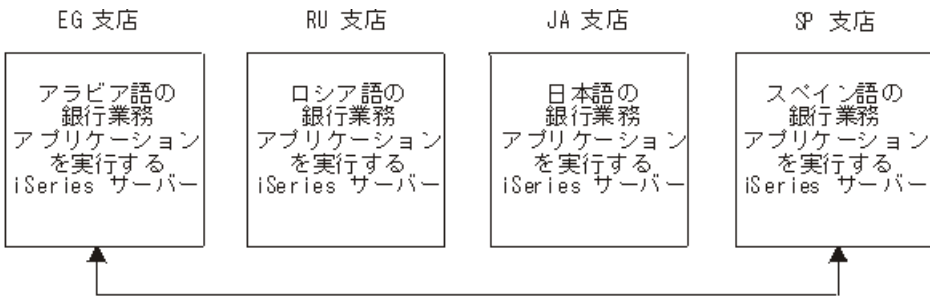 EG 支店
RU 支店
JA 支店
SP 支店
アラビア語の
銀行業務
アプリケーション
を実行する
iSeries サーバー
ロシア語の
銀行業務
アプリケーション
を実行する
iSeries サーバー
日本語の
銀行業務
アプリケーション
を実行する
iSeries サーバー
スペイン語の
銀行業務
アプリケーション
を実行する
iSeries サーバー